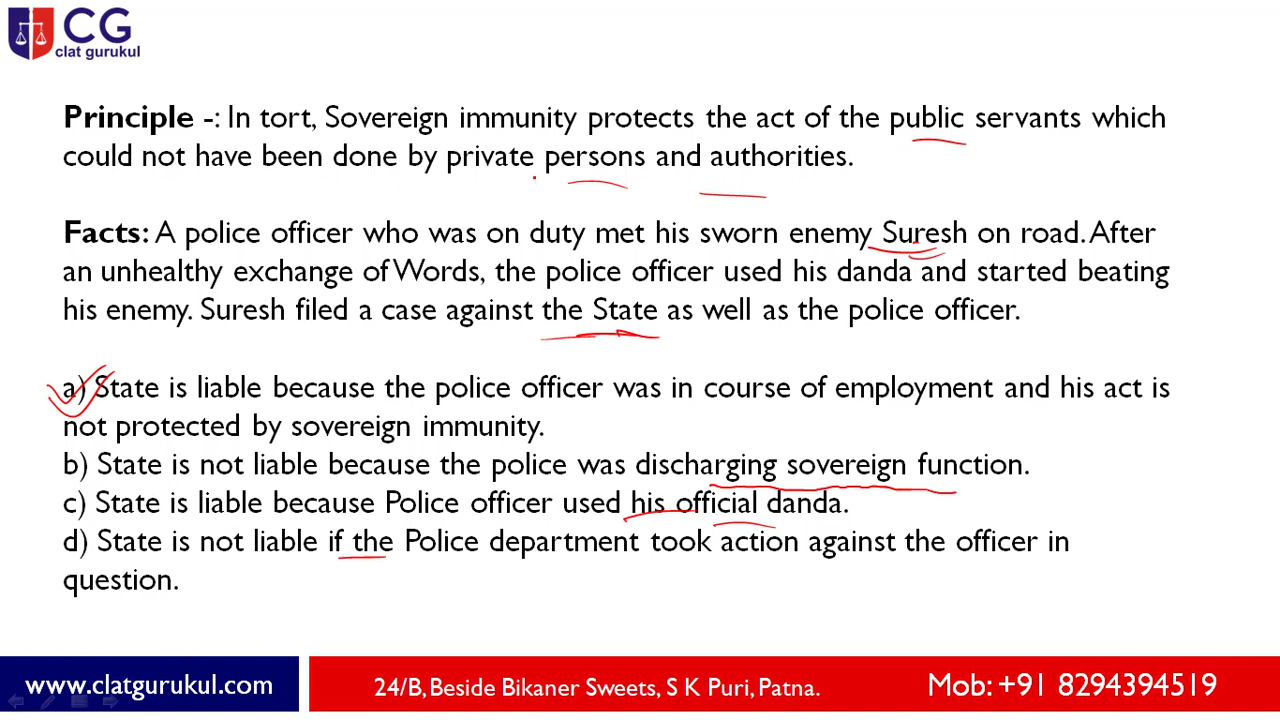 CG
clat gurukul
Principle -: In tort, Sovereign immunity protects the act of the public servants which
could not have been done by private persons and authorities.
Facts: A police officer who was on duty met his sworn enemy Suresh on road. After
an unhealthy exchange of Words, the police officer used his danda and started beating
his enemy. Suresh filed a case against the State as well as the police officer.
a) State is liable because the police officer was in course of employment and his act is
not protected by sovereign immunity.
b) State is not liable because the police was discharging sovereign function.
c) State is liable because Police officer used his official danda.
d) State is not liable if the Police department took action against the officer in
question.
www.clatgurukul.com
24/B, Beside Bikaner Sweets, S K Puri, Patna.
Mob: +91 8294394519